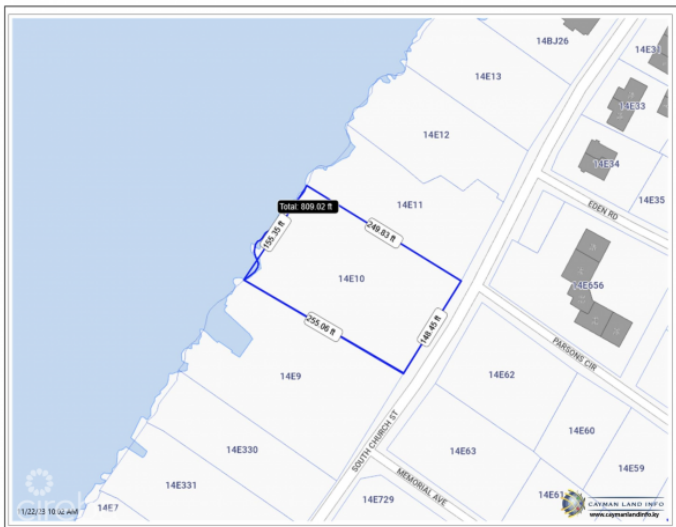 14BJ26
14E31
14E13
14E33
14E12
14E34
14E35
Total: 809.02 ft
14E11
EDEN RD
249.83 ft
155.35 ft
14E10
14E656
255.06 ft
148.45 ft
PARSONS CIR
14E9
14E62
SOUTH CHURCH ST
14E60
14E330
14E63
14E59
14E331
MEMORIAL AVE
14E61
14E729
14E7
CAYMAN LAND INFO
www.caymanlandinfo.ky